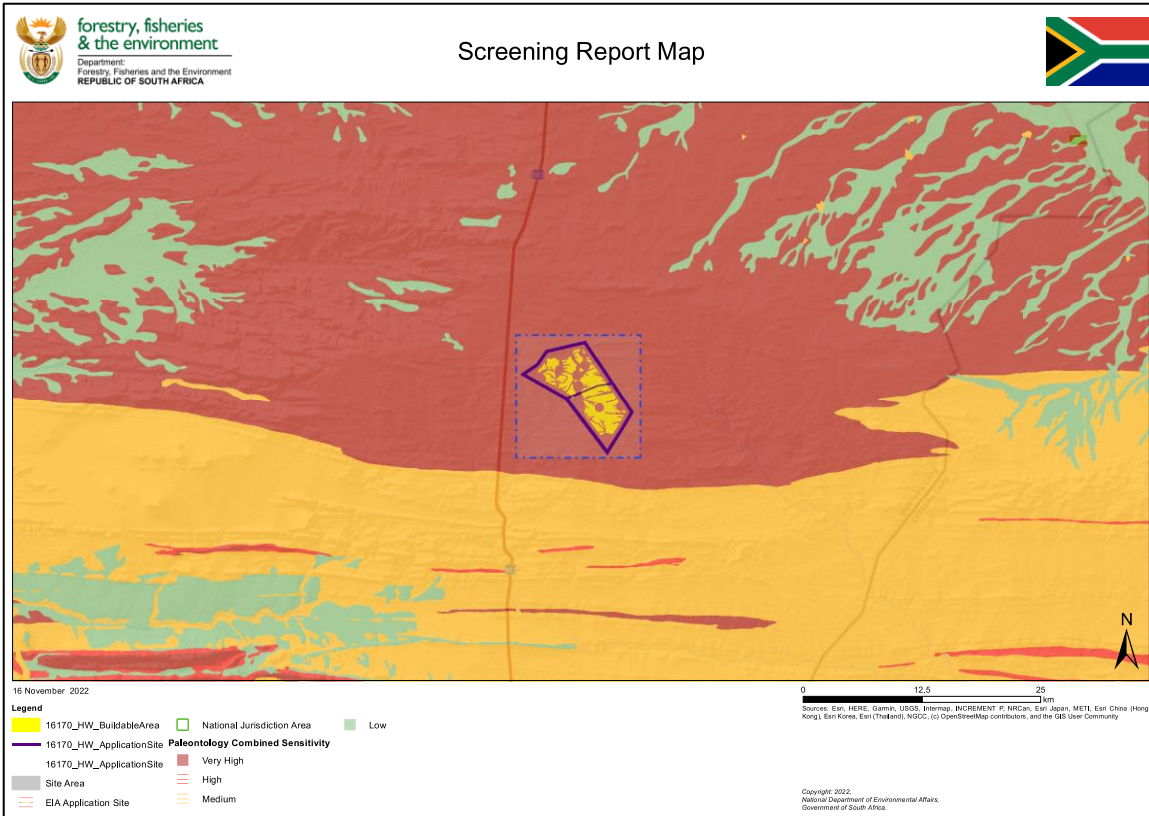 forestry, fisheries
& the environment
Department:
Forestry, Fisheries and the Environment
REPUBLIC OF SOUTH AFRICA
Screening Report Map
N
16 November 2022
Legend
16170_HW_BuildableArea
16170_HW_ApplicationSite
16170_HW_ApplicationSite
Site Area
EIA Application Site
National Jurisdiction Area
Paleontology Combined Sensitivity
Very High
High
Medium
Low
0 12.5 25
km
Sources: Esri, HERE, Garmin, USGS, Intermap, INCREMENT P, NRCan, Esri Japan, METI, Esri China (Hong
Kong), Esri Korea, Esri (Thailand), NGCC, (c) OpenStreetMap contributors, and the GIS User Community
Copyright: 2022,
National Department of Environmental Affairs,
Government of South Africa.